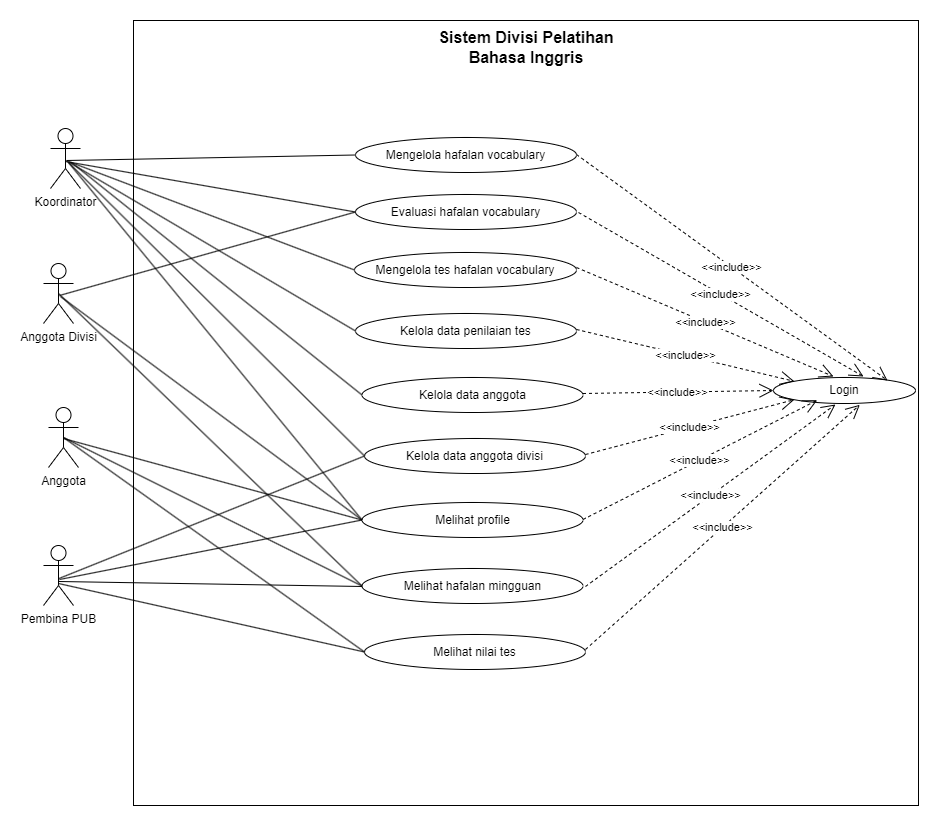 Sistem Divisi Pelatihan
Bahasa Inggris
Koordinator
Anggota Divisi
Anggota
Pembina PUB
Mengelola hafalan vocabulary
Evaluasi hafalan vocabulary
Mengelola tes hafalan vocabulary
Kelola data penilaian tes
Kelola data anggota
Kelola data anggota divisi
Melihat profile
Melihat hafalan mingguan
Melihat nilai tes
<<include>>
<<include>>
<<include>>
<<include>>
<<include>>
<<include>>
<<include>>
<<include>>
<<include>>
Login